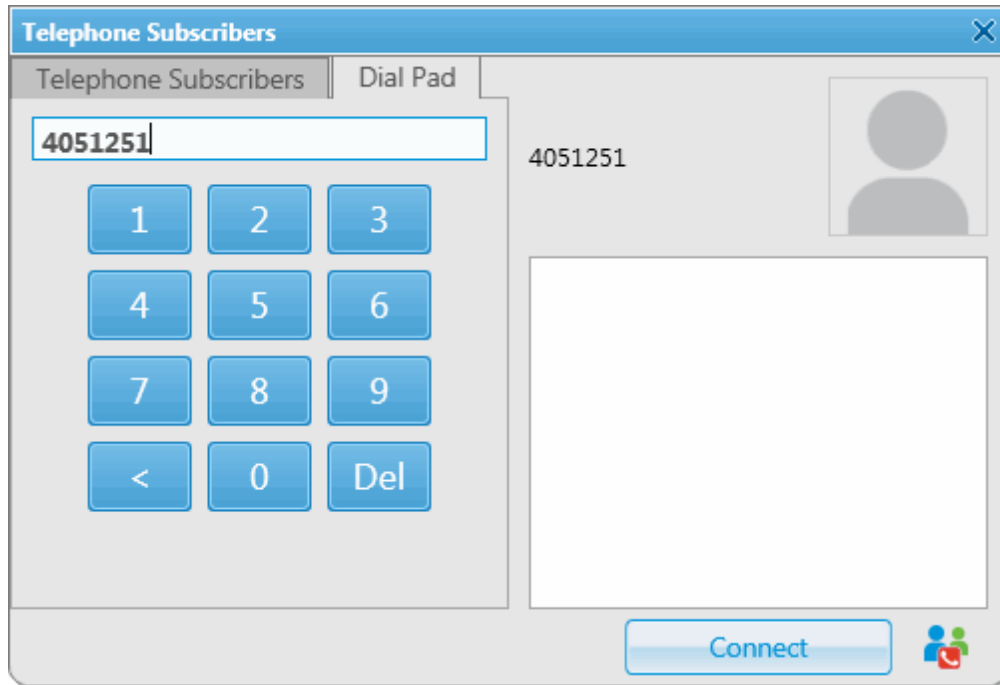 Telephone Subscribers
Telephone Subscribers Dial Pad
4051251
4051251
1 2 3
4 5 6
7 8 9
< 0 Del
Connect